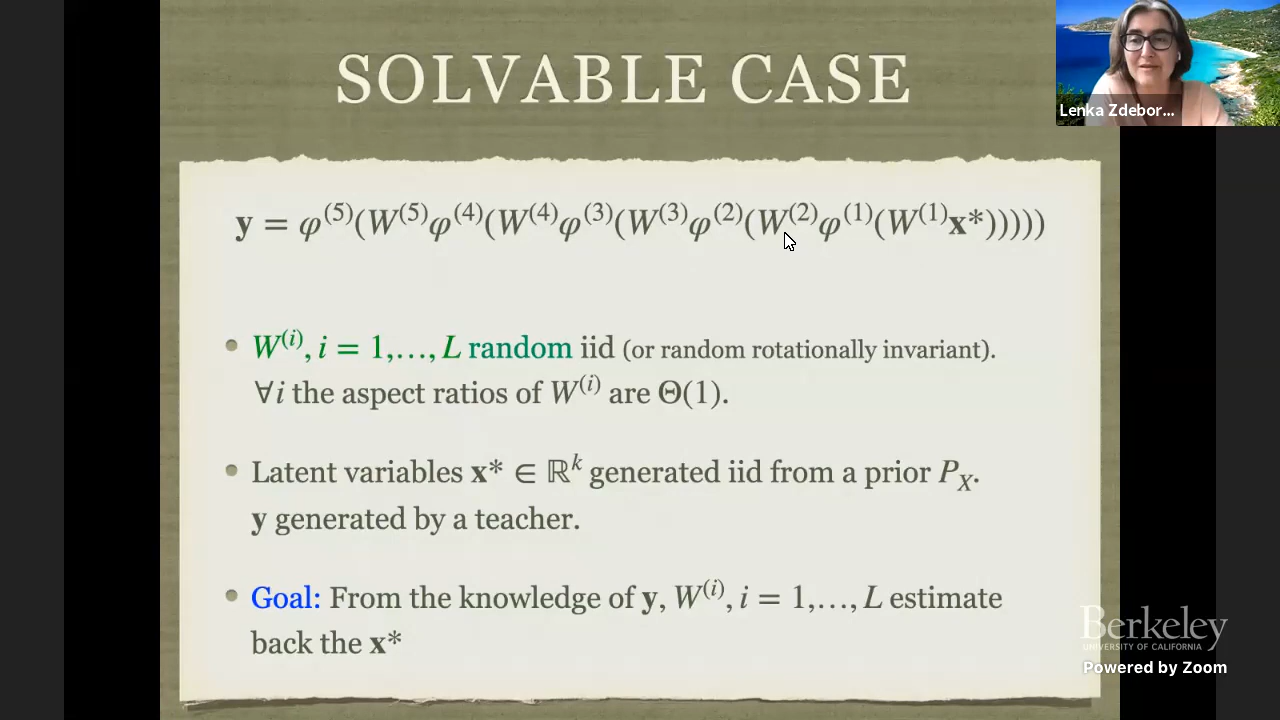 SOLVABLE CASE
Lenka Zdebor...
𝐲 = φ⁽⁵⁾(W⁽⁵⁾φ⁽⁴⁾(W⁽⁴⁾φ⁽³⁾(W⁽³⁾φ⁽²⁾(W⁽²⁾φ⁽¹⁾(W⁽¹⁾𝐱*)))))
• W⁽ⁱ⁾, i = 1,…, L random iid (or random rotationally invariant).
∀i the aspect ratios of W⁽ⁱ⁾ are Θ(1).
• Latent variables 𝐱* ∈ ℝᵏ generated iid from a prior P_X.
𝐲 generated by a teacher.
• Goal: From the knowledge of 𝐲, W⁽ⁱ⁾, i = 1,…, L estimate
back the 𝐱*
Berkeley
UNIVERSITY OF CALIFORNIA
Powered by Zoom